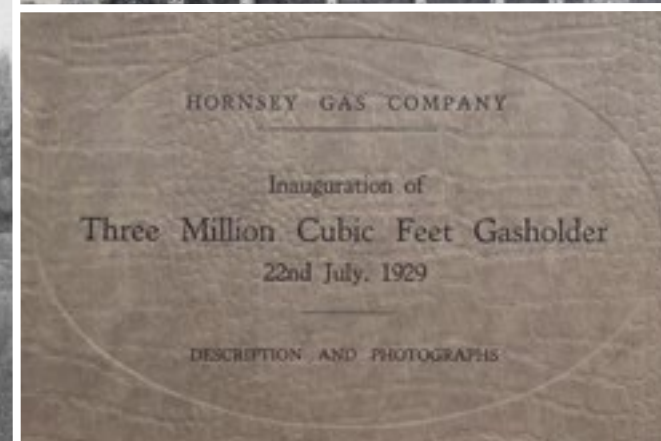 HORNSEY GAS COMPANY
Inauguration of
Three Million Cubic Feet Gasholder
22nd July, 1929
DESCRIPTION AND PHOTOGRAPHS